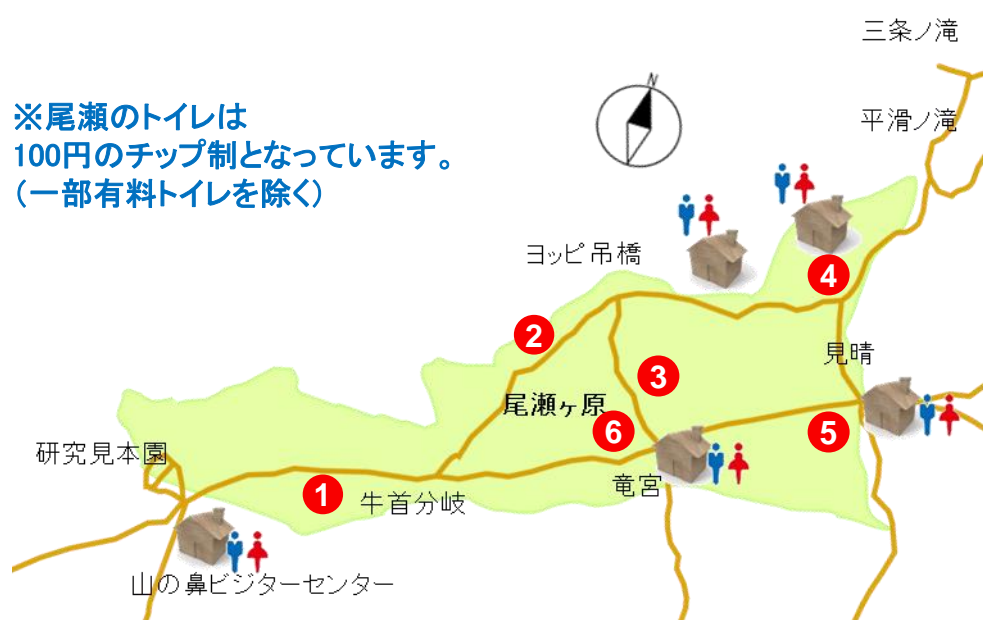 三条ノ滝
N
※尾瀬のトイレは
100円のチップ制となっています。
（一部有料トイレを除く）
平滑ノ滝
ヨッピ吊橋
4
2
見晴
3
尾瀬ヶ原
6
5
研究見本園
竜宮
1
牛首分岐
山の鼻ビジターセンター